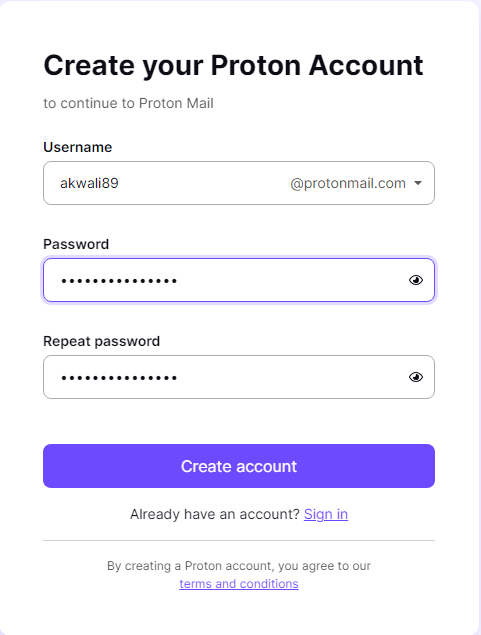 Create your Proton Account
to continue to Proton Mail
Username
akwali89 @protonmail.com
Password
•••••••••••••••
Repeat password
•••••••••••••••
Create account
Already have an account? Sign in
By creating a Proton account, you agree to our
terms and conditions